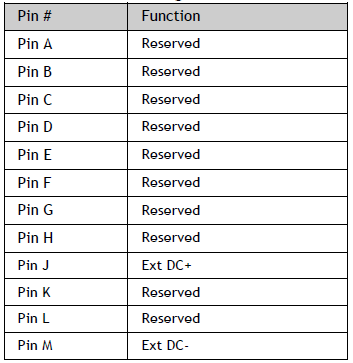 Pin # Function
Pin A Reserved
Pin B Reserved
Pin C Reserved
Pin D Reserved
Pin E Reserved
Pin F Reserved
Pin G Reserved
Pin H Reserved
Pin J Ext DC+
Pin K Reserved
Pin L Reserved
Pin M Ext DC-